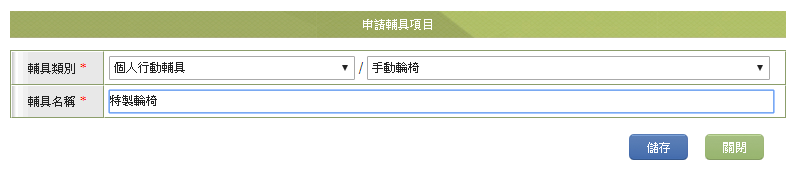 申請輔具項目
輔具類別 * 個人行動輔具 / 手動輪椅
輔具名稱 * 特製輪椅
儲存 關閉